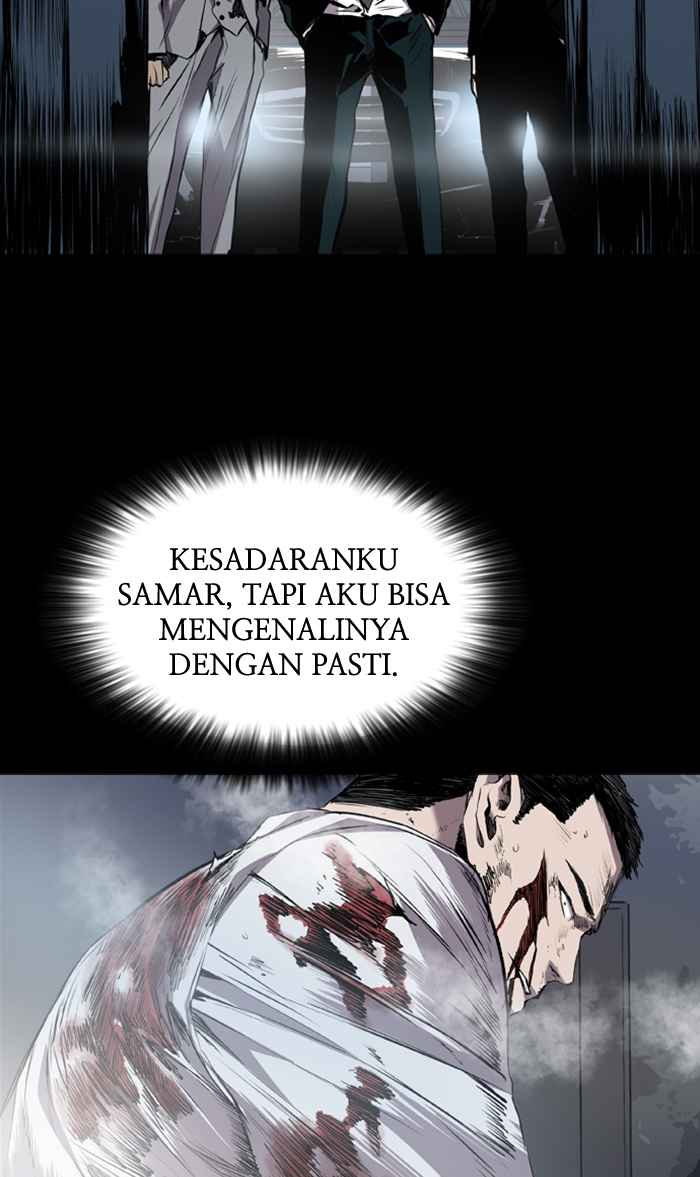 KESADARANKU
SAMAR, TAPI AKU BISA
MENGENALINYA
DENGAN PASTI.